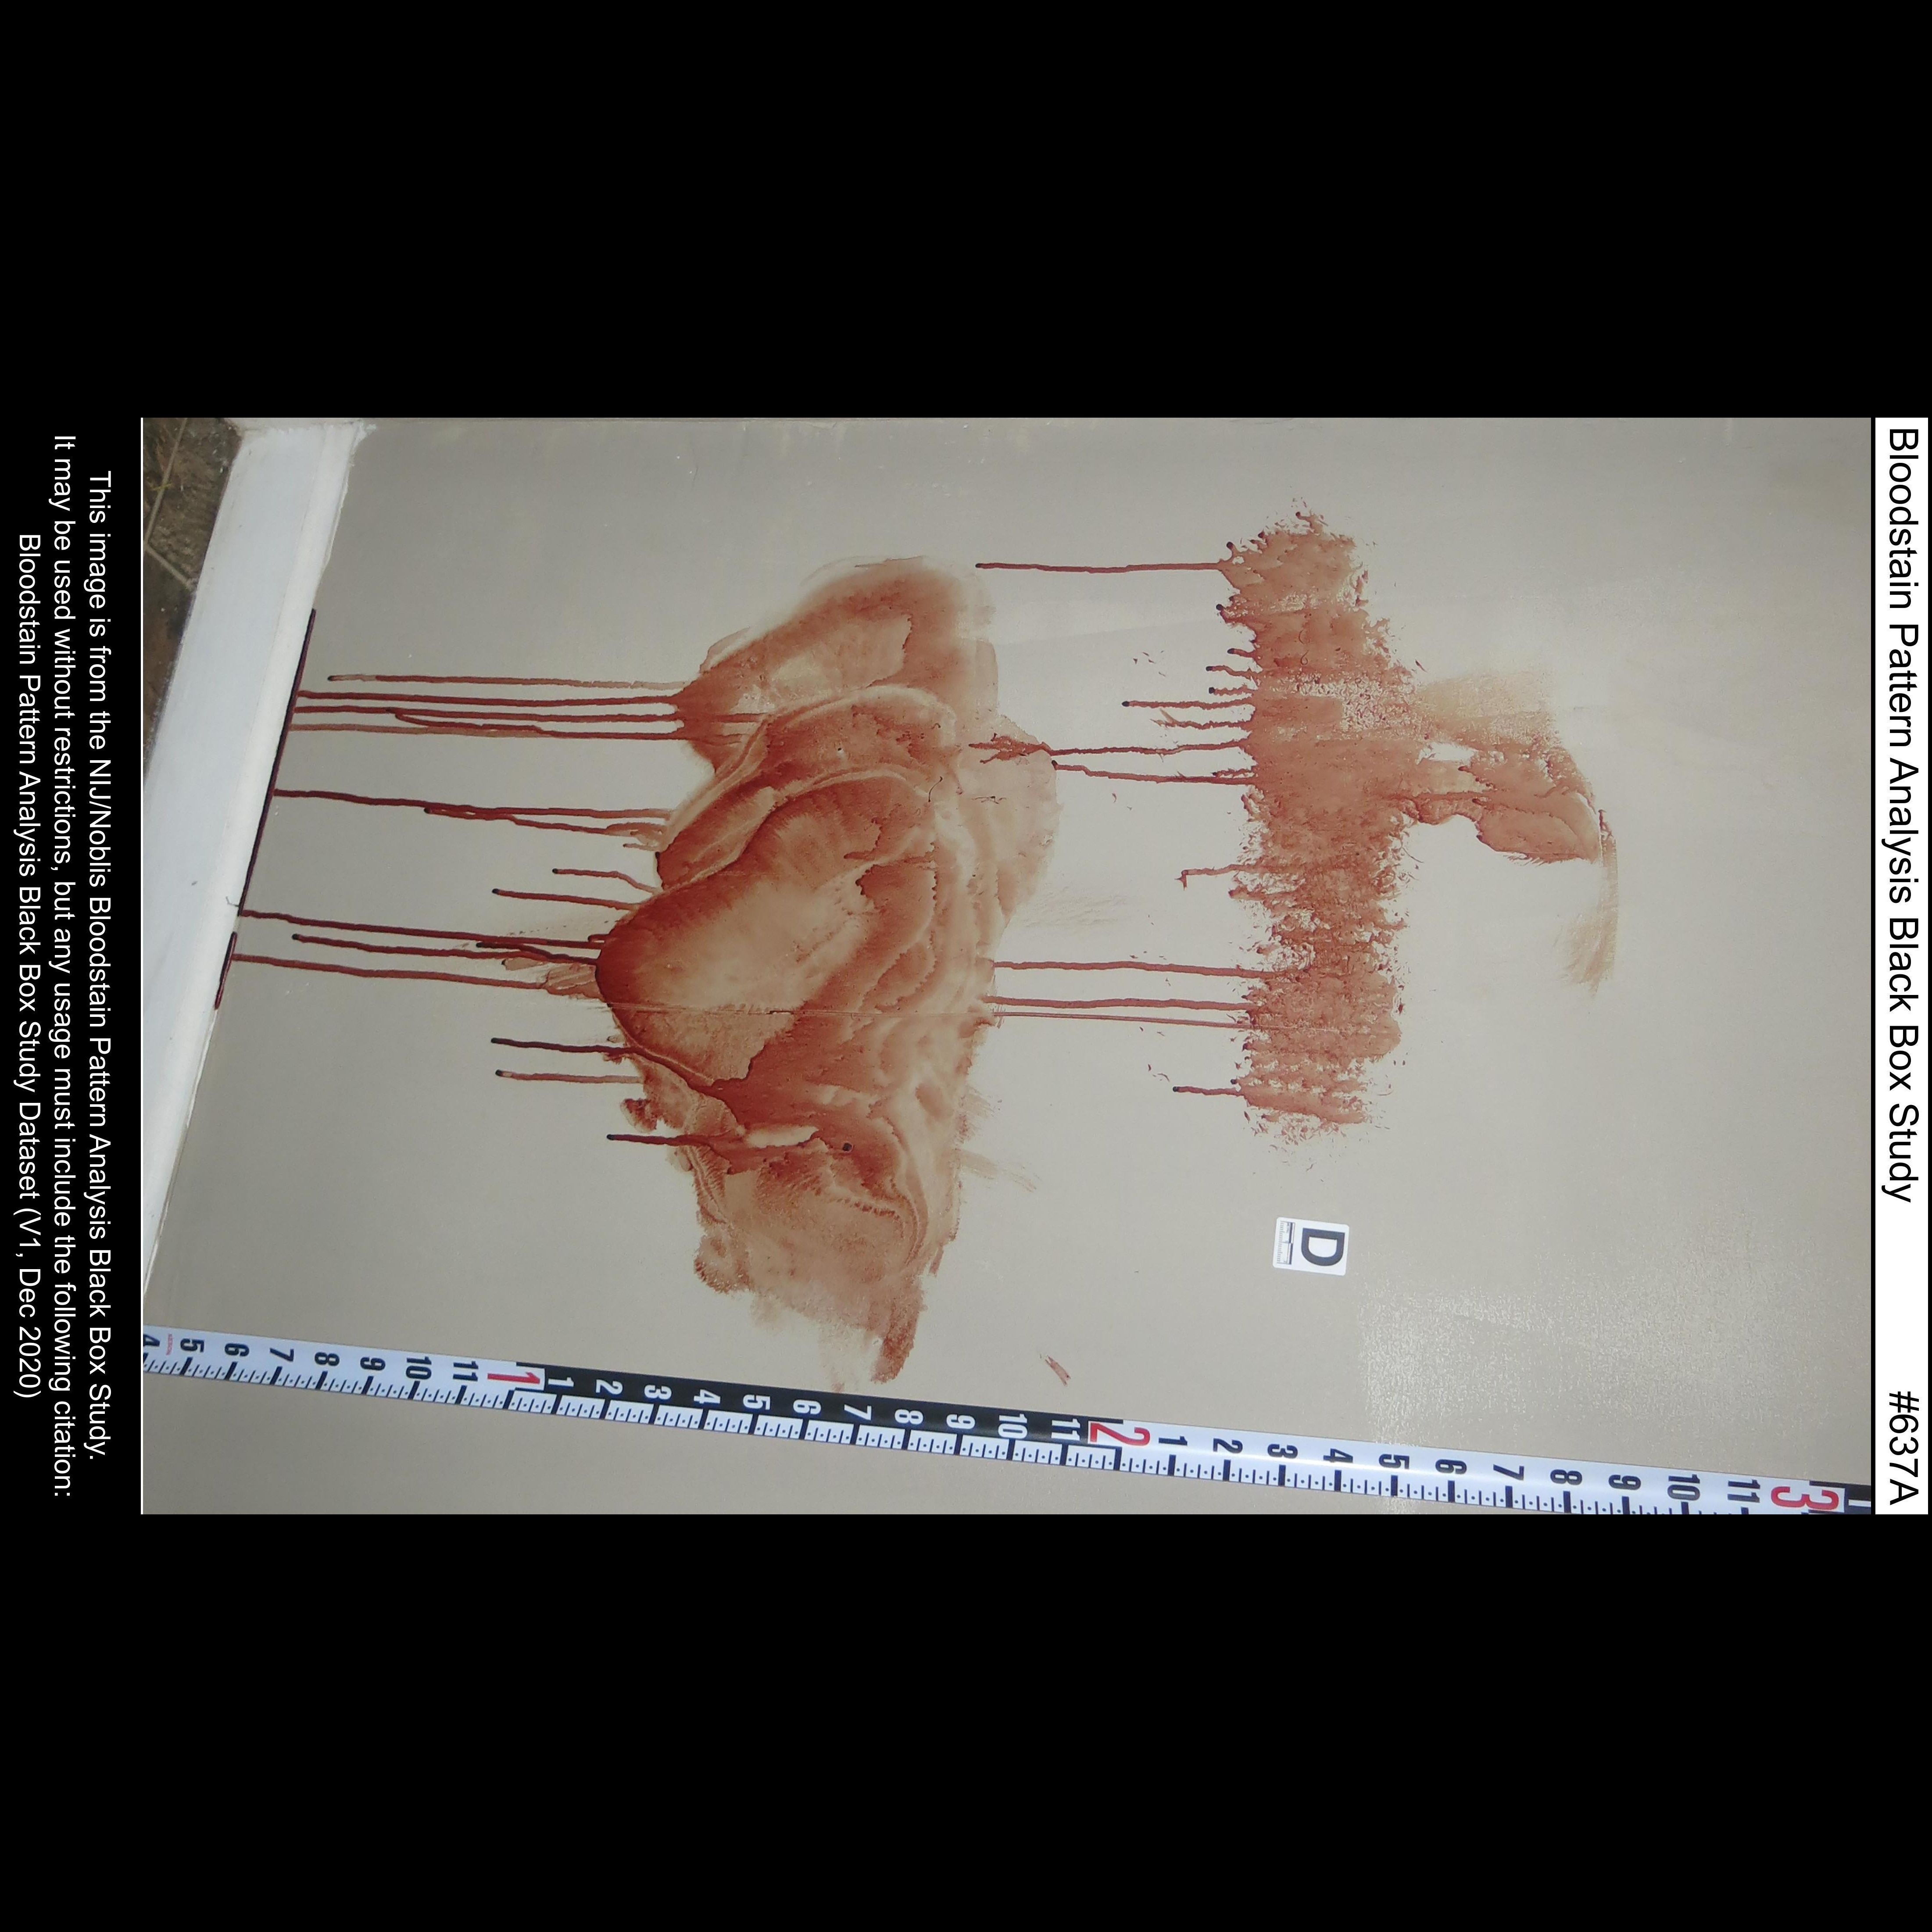 Bloodstain Pattern Analysis Black Box Study #637A
D
4 5 6 7 8 9 10 11 1 1 2 3 4 5 6 7 8 9 10 11 2 1 2 3 4 5 6 7 8 9 10 11 3
This image is from the NIJ/Noblis Bloodstain Pattern Analysis Black Box Study.
It may be used without restrictions, but any usage must include the following citation:
Bloodstain Pattern Analysis Black Box Study Dataset (V1, Dec 2020)